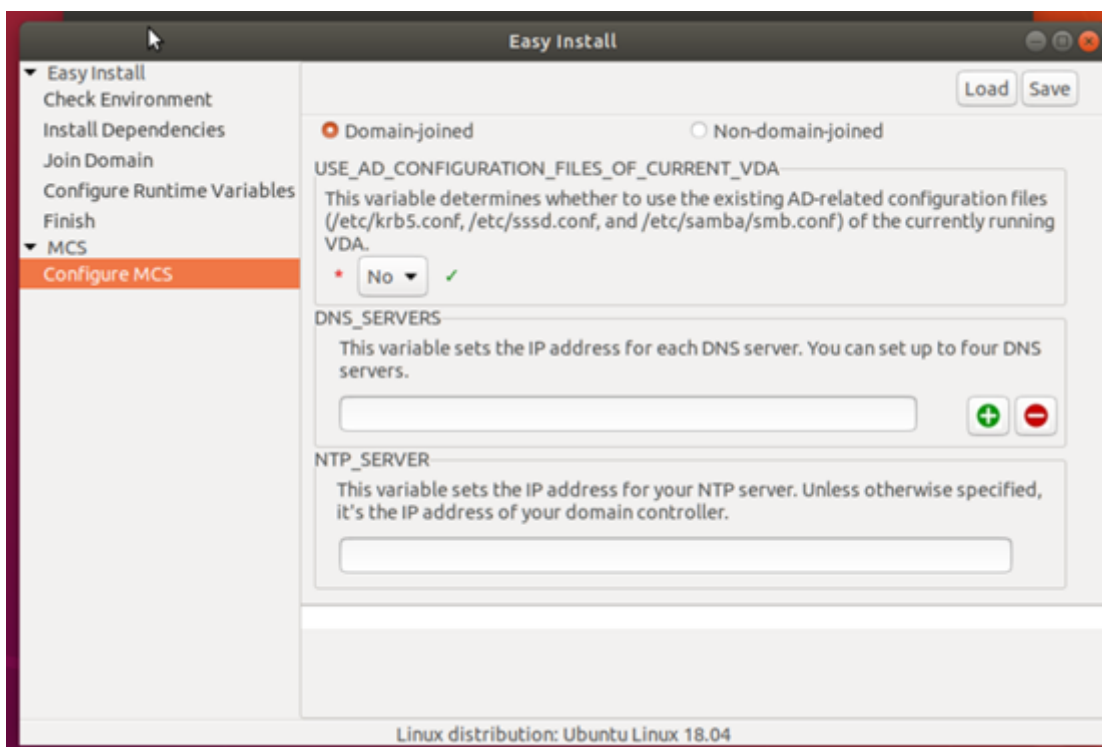 Easy Install
Easy Install
Check Environment
Install Dependencies
Join Domain
Configure Runtime Variables
Finish
MCS
Configure MCS
Load Save
Domain-joined Non-domain-joined
USE_AD_CONFIGURATION_FILES_OF_CURRENT_VDA
This variable determines whether to use the existing AD-related configuration files
(/etc/krb5.conf, /etc/sssd.conf, and /etc/samba/smb.conf) of the currently running
VDA.
* No
DNS_SERVERS
This variable sets the IP address for each DNS server. You can set up to four DNS
servers.
NTP_SERVER
This variable sets the IP address for your NTP server. Unless otherwise specified,
it's the IP address of your domain controller.
Linux distribution: Ubuntu Linux 18.04